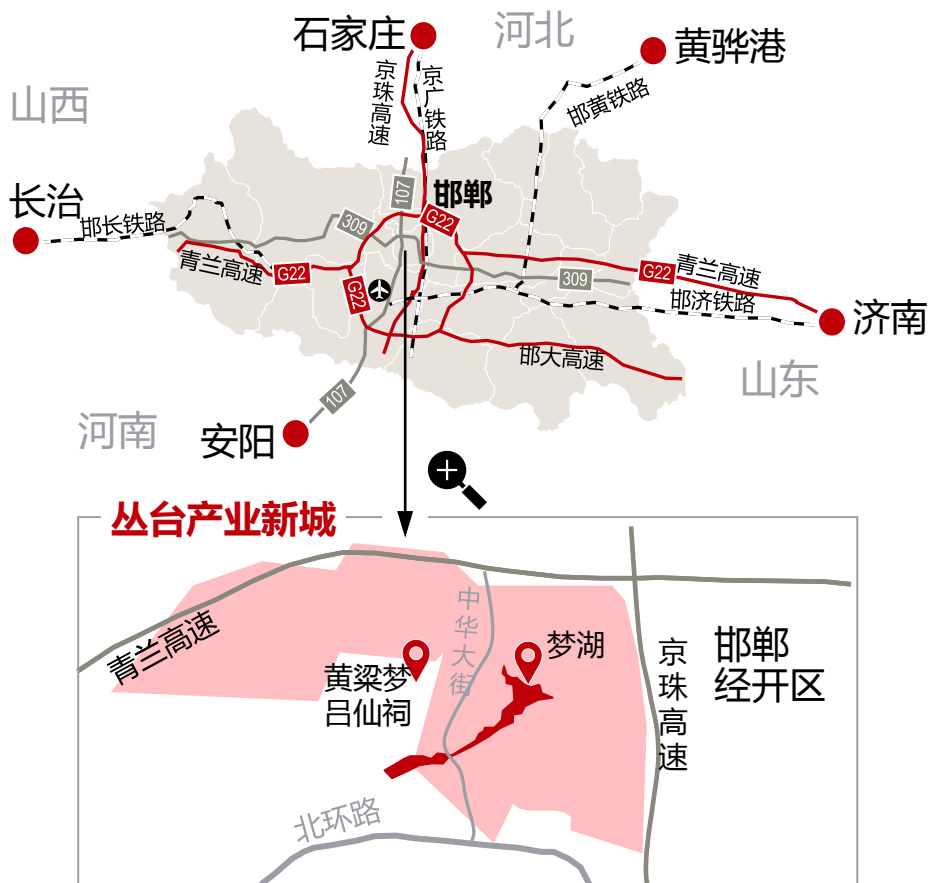 石家庄
河北
黄骅港
山西
京珠高速
京广铁路
邯黄铁路
长治
邯长铁路
107
邯郸
309
G22
青兰高速
G22
G22
309
G22
青兰高速
邯济铁路
济南
邯大高速
山东
107
河南
安阳
丛台产业新城
青兰高速
中华大街
黄粱梦
吕仙祠
梦湖
京珠高速
邯郸
经开区
北环路